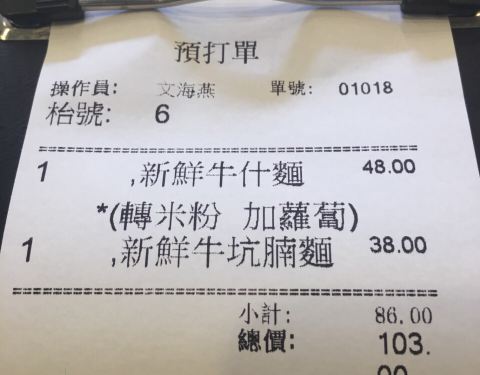 預打單
操作員: 文海燕 單號: 01018
枱號: 6
1 ,新鮮牛什麵 48.00
*(轉米粉 加蘿蔔)
1 ,新鮮牛坑腩麵 38.00
小計: 86.00
總價: 103.
00